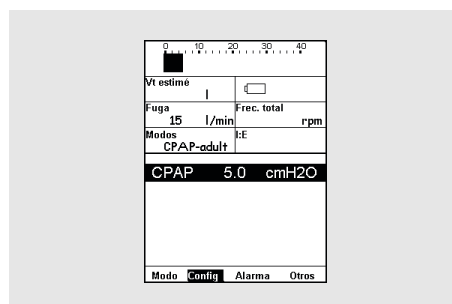 0 10 20 30 40
Vt estimé
l
Fuga Frec. total
15 l/min rpm
Modos I:E
CPAP-adult
CPAP 5.0 cmH2O
Modo Config Alarma Otros